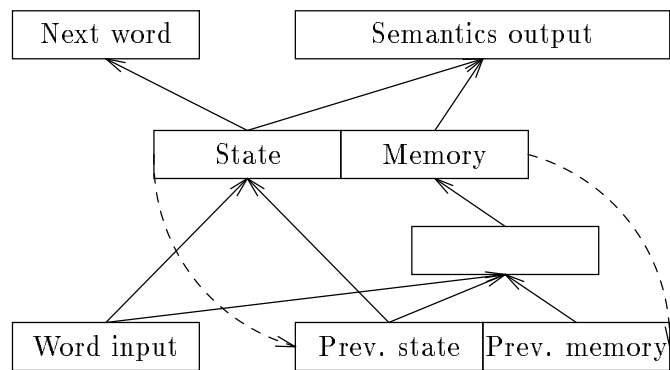 Next word
Semantics output
State
Memory
Word input
Prev. state
Prev. memory